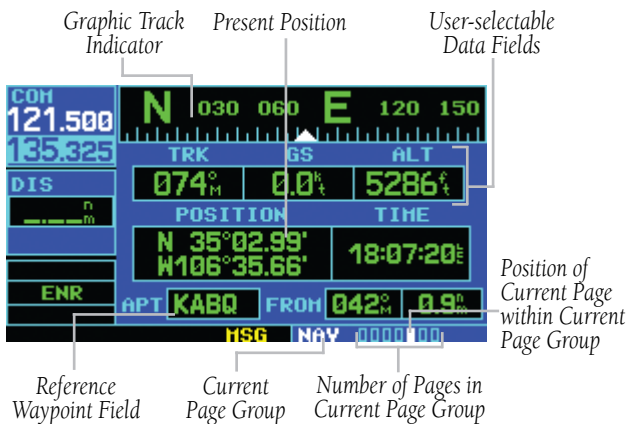 Graphic Track Indicator
Present Position
User-selectable Data Fields
COM
121.500
135.325
N 030 060 E 120 150
TRK GS ALT
074°M 0.0kt 5286ft
DIS
__.__nm
POSITION TIME
N 35°02.99'
W106°35.66'
18:07:20
ENR
APT KABQ FROM 042°M 0.9nm
MSG NAV
Position of Current Page within Current Page Group
Reference Waypoint Field
Current Page Group
Number of Pages in Current Page Group